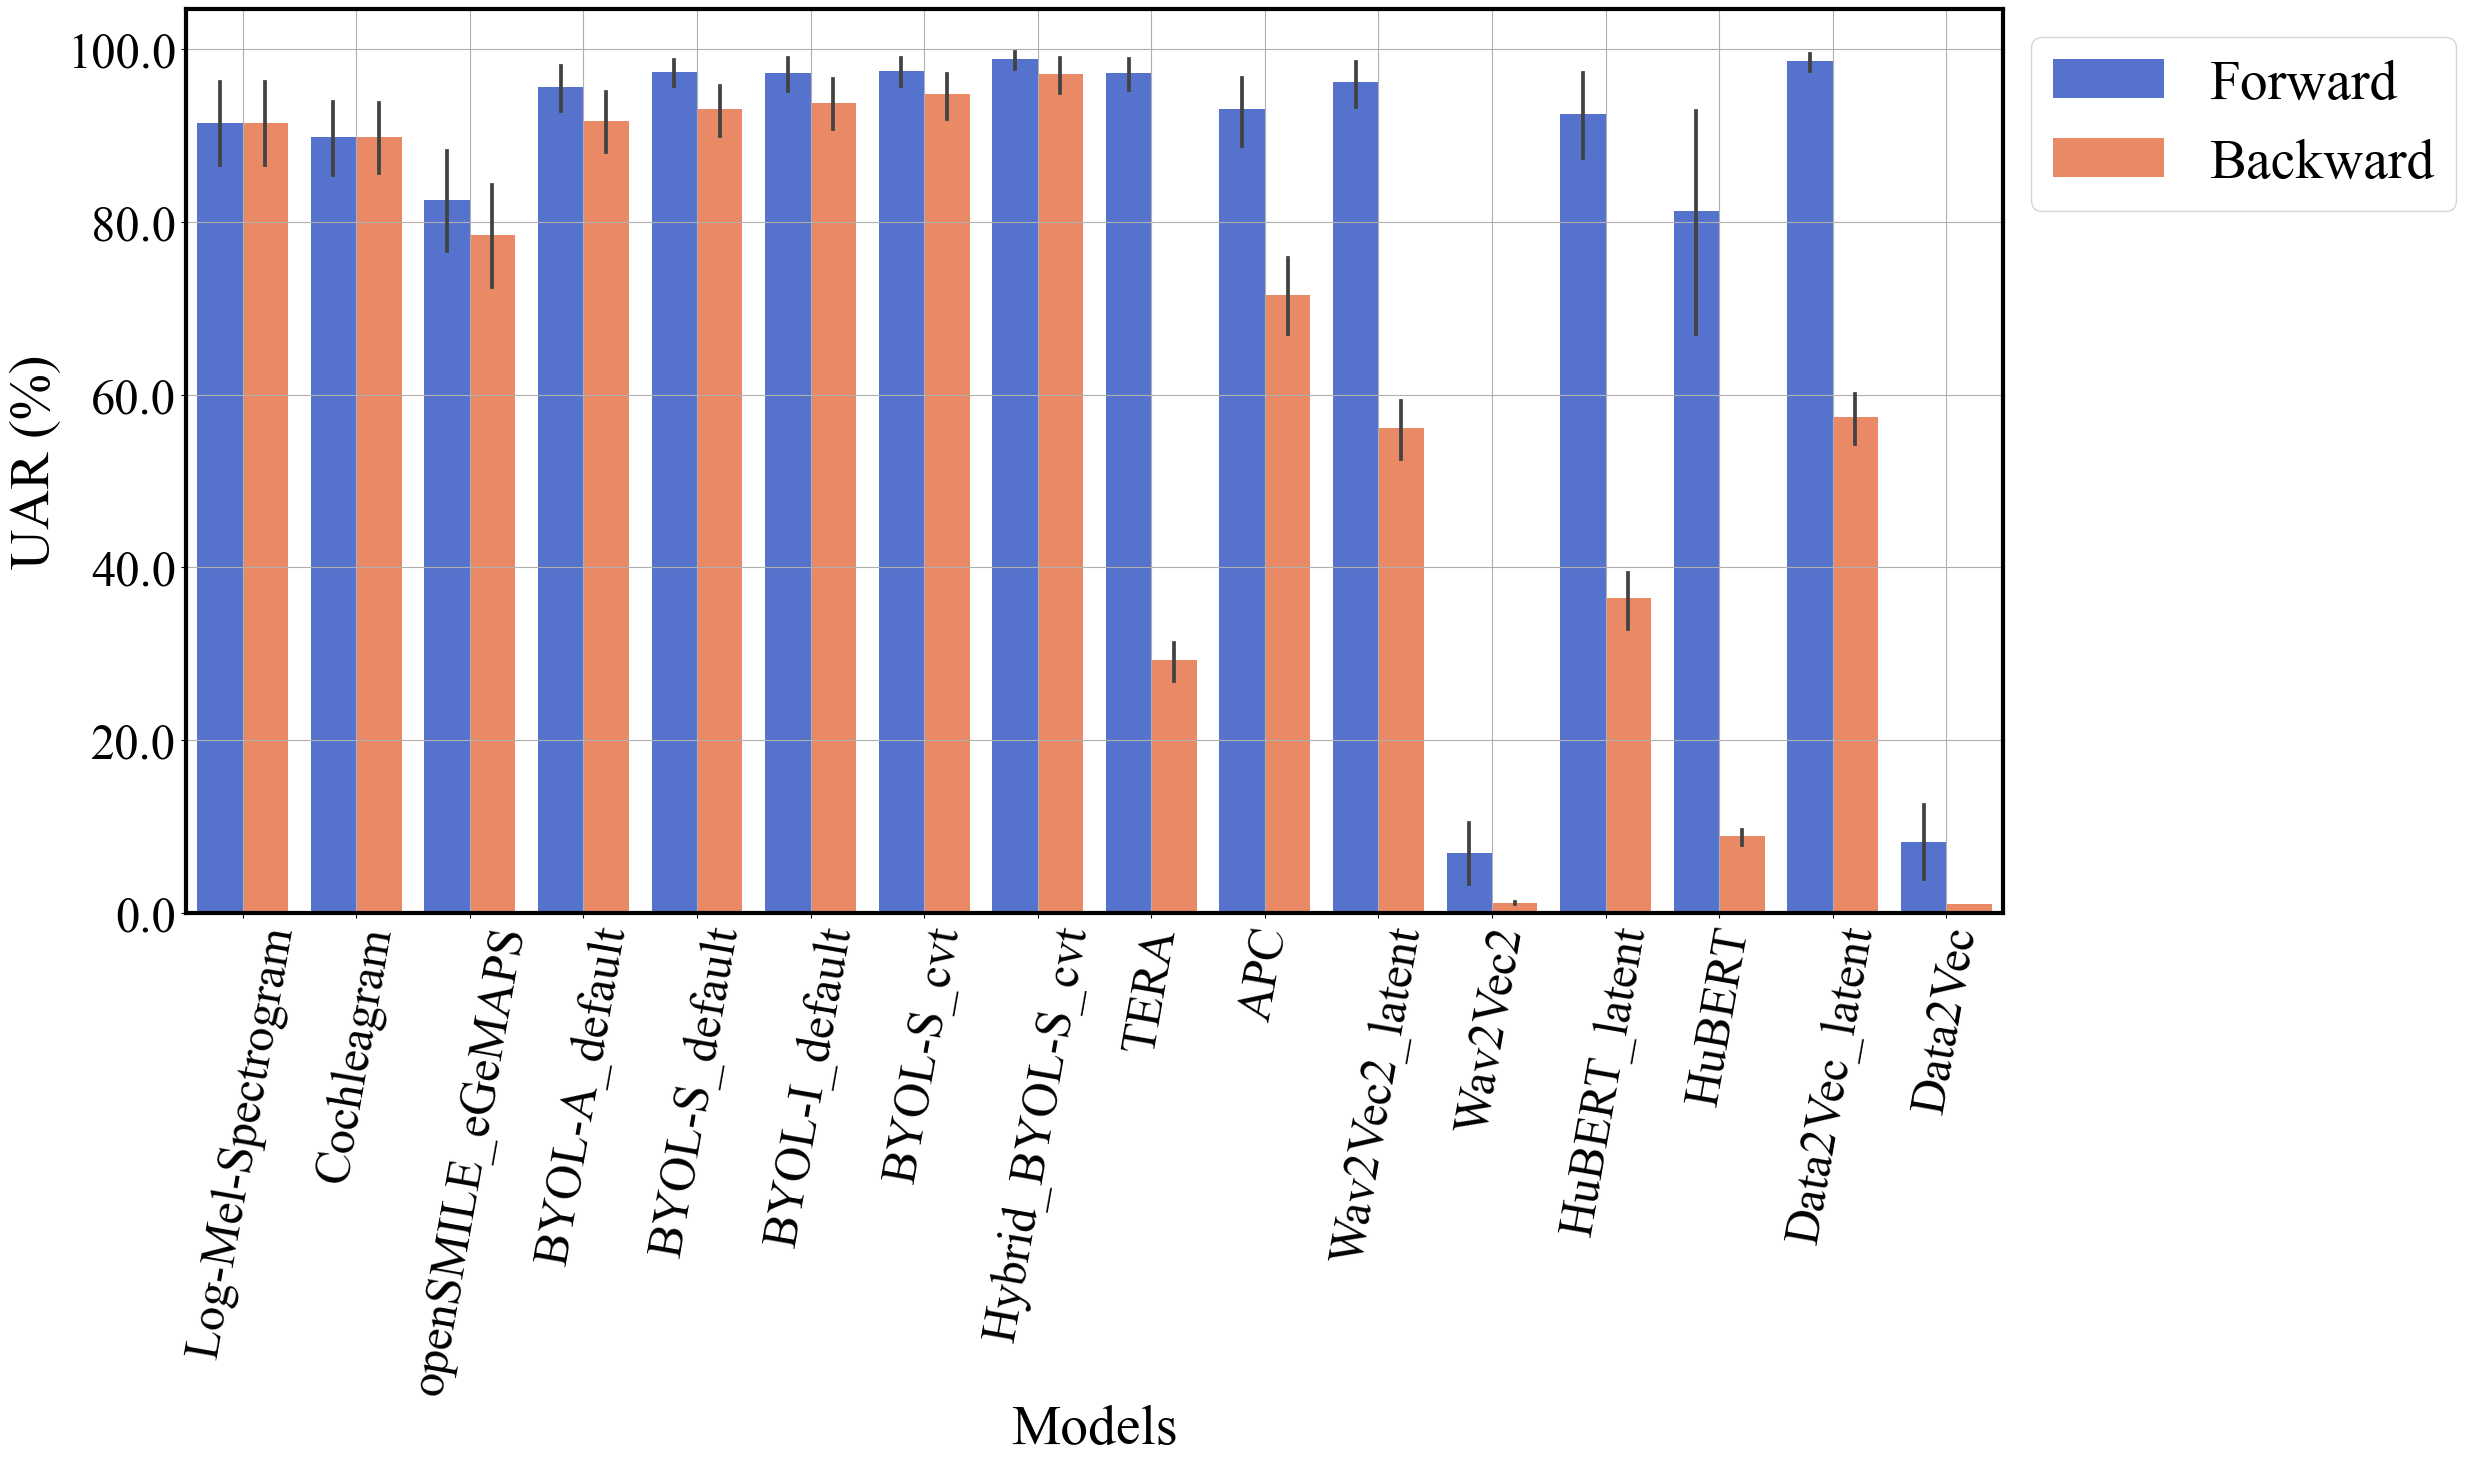 100.0
80.0
60.0
40.0
20.0
0.0
UAR (%)
Forward
Backward
Log-Mel-Spectrogram
Cochleagram
openSMILE_eGeMAPS
BYOL-A_default
BYOL-S_default
BYOL-I_default
BYOL-S_cvt
Hybrid_BYOL-S_cvt
TERA
APC
Wav2Vec2_latent
Wav2Vec2
HuBERT_latent
HuBERT
Data2Vec_latent
Data2Vec
Models